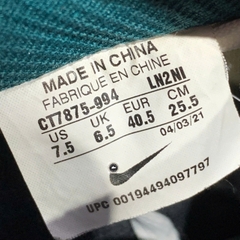 MADE IN CHINA
FABRIQUE EN CHINE
CT7875-994 LN2NI
US UK EUR CM
7.5 6.5 40.5 25.5
04/03/21
UPC 00194494097797